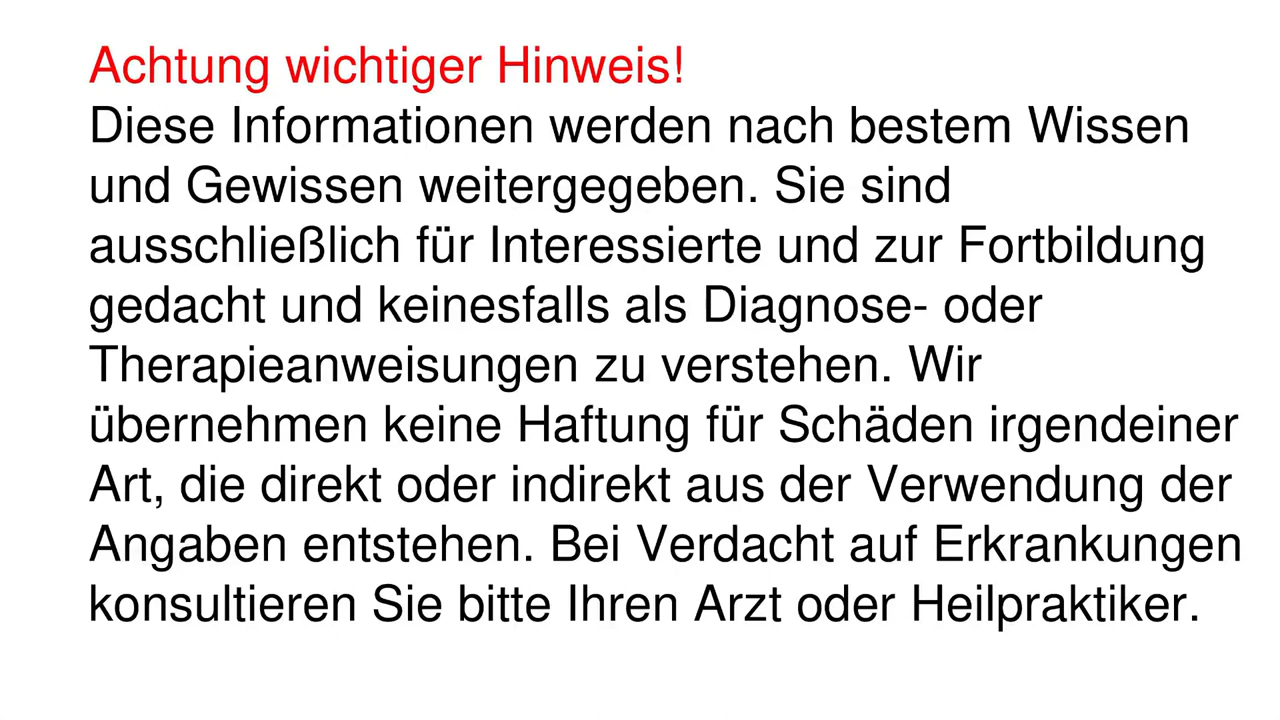 Achtung wichtiger Hinweis!
Diese Informationen werden nach bestem Wissen
und Gewissen weitergegeben. Sie sind
ausschließlich für Interessierte und zur Fortbildung
gedacht und keinesfalls als Diagnose- oder
Therapieanweisungen zu verstehen. Wir
übernehmen keine Haftung für Schäden irgendeiner
Art, die direkt oder indirekt aus der Verwendung der
Angaben entstehen. Bei Verdacht auf Erkrankungen
konsultieren Sie bitte Ihren Arzt oder Heilpraktiker.